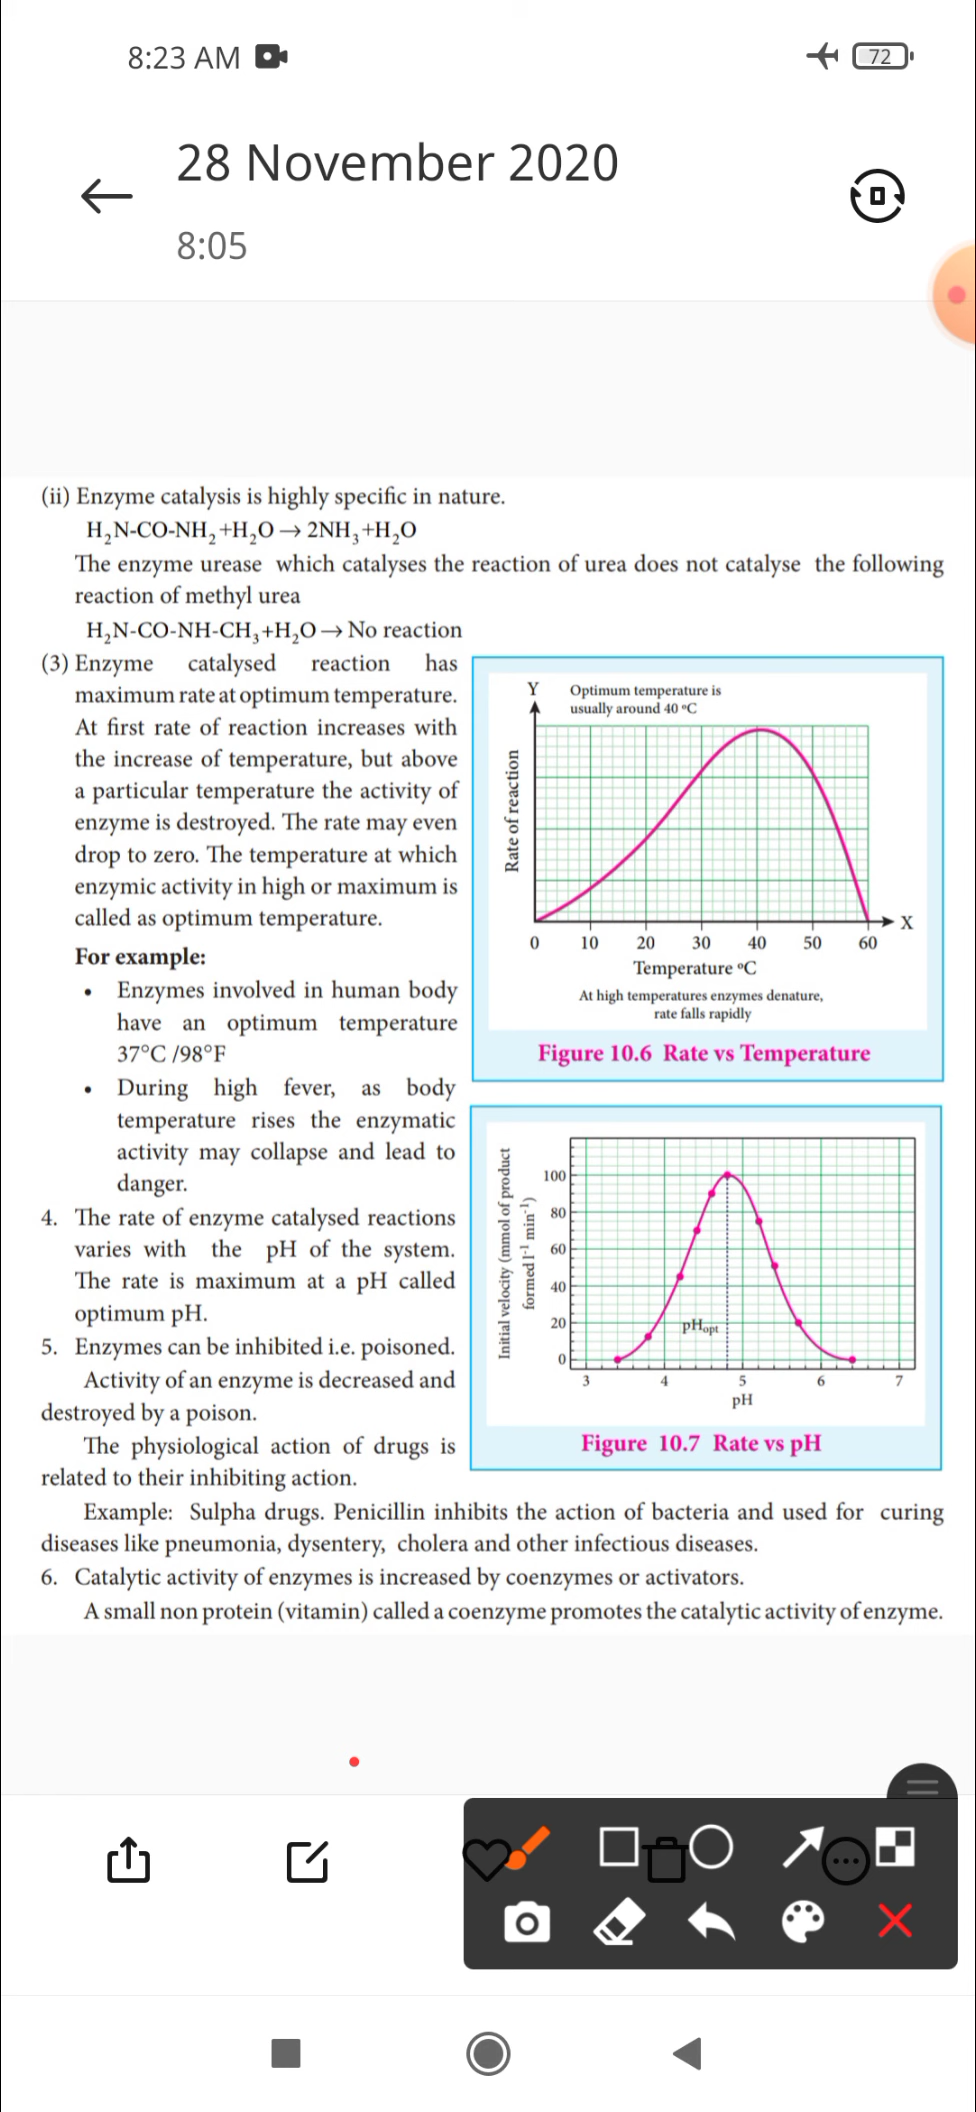 8:23 AM
72
28 November 2020
8:05
(ii) Enzyme catalysis is highly specific in nature.
H₂N-CO-NH₂+H₂O → 2NH₃+H₂O
The enzyme urease which catalyses the reaction of urea does not catalyse the following
reaction of methyl urea
H₂N-CO-NH-CH₃+H₂O → No reaction
(3) Enzyme catalysed reaction has
maximum rate at optimum temperature.
At first rate of reaction increases with
the increase of temperature, but above
a particular temperature the activity of
enzyme is destroyed. The rate may even
drop to zero. The temperature at which
enzymic activity in high or maximum is
called as optimum temperature.
For example:
• Enzymes involved in human body
have an optimum temperature
37°C /98°F
• During high fever, as body
temperature rises the enzymatic
activity may collapse and lead to
danger.
4. The rate of enzyme catalysed reactions
varies with the pH of the system.
The rate is maximum at a pH called
optimum pH.
5. Enzymes can be inhibited i.e. poisoned.
Activity of an enzyme is decreased and
destroyed by a poison.
The physiological action of drugs is
related to their inhibiting action.
Y
Optimum temperature is
usually around 40 °C
Rate of reaction
X
0 10 20 30 40 50 60
Temperature °C
At high temperatures enzymes denature,
rate falls rapidly
Figure 10.6 Rate vs Temperature
Initial velocity (mmol of product
formed l⁻¹ min⁻¹)
100
80
60
40
20
0
pHopt
3 4 5 6 7
pH
Figure 10.7 Rate vs pH
Example: Sulpha drugs. Penicillin inhibits the action of bacteria and used for curing
diseases like pneumonia, dysentery, cholera and other infectious diseases.
6. Catalytic activity of enzymes is increased by coenzymes or activators.
A small non protein (vitamin) called a coenzyme promotes the catalytic activity of enzyme.